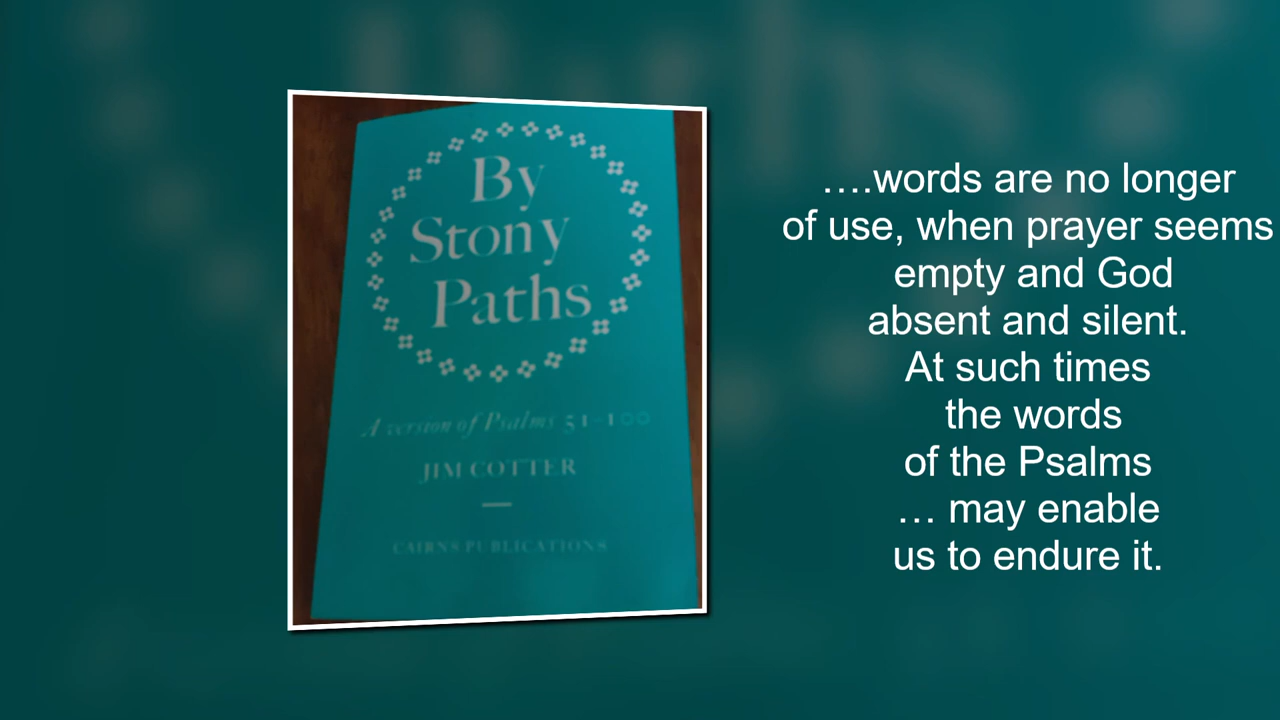 By
Stony
Paths
A version of Psalms 51–100
JIM COTTER
CAIRNS PUBLICATIONS
….words are no longer
of use, when prayer seems
empty and God
absent and silent.
At such times
the words
of the Psalms
… may enable
us to endure it.